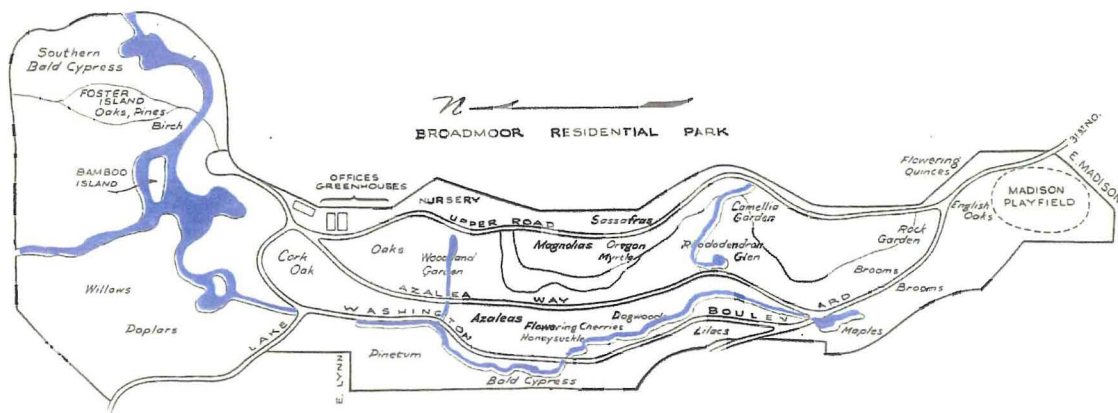 Southern
Bald Cypress
FOSTER
ISLAND
Oaks, Pines
Birch
BAMBOO
ISLAND
Willows
Poplars
N
BROADMOOR RESIDENTIAL PARK
OFFICES
GREENHOUSES
NURSERY
UPPER ROAD
Sassafras
Cork
Oak
Oaks
Woodland
Garden
Magnolias
Oregon
Myrtles
Camellia
Garden
Rhododendron
Glen
Flowering
Quinces
Rock
Garden
English
Oaks
31ST NO.
E. MADISON
MADISON
PLAYFIELD
Brooms
Brooms
AZALEA WAY
LAKE WASHINGTON BOULEVARD
Azaleas
Flowering Cherries
Honeysuckle
Dogwoods
Lilacs
Maples
E. LYNN
Pinetum
Bald Cypress